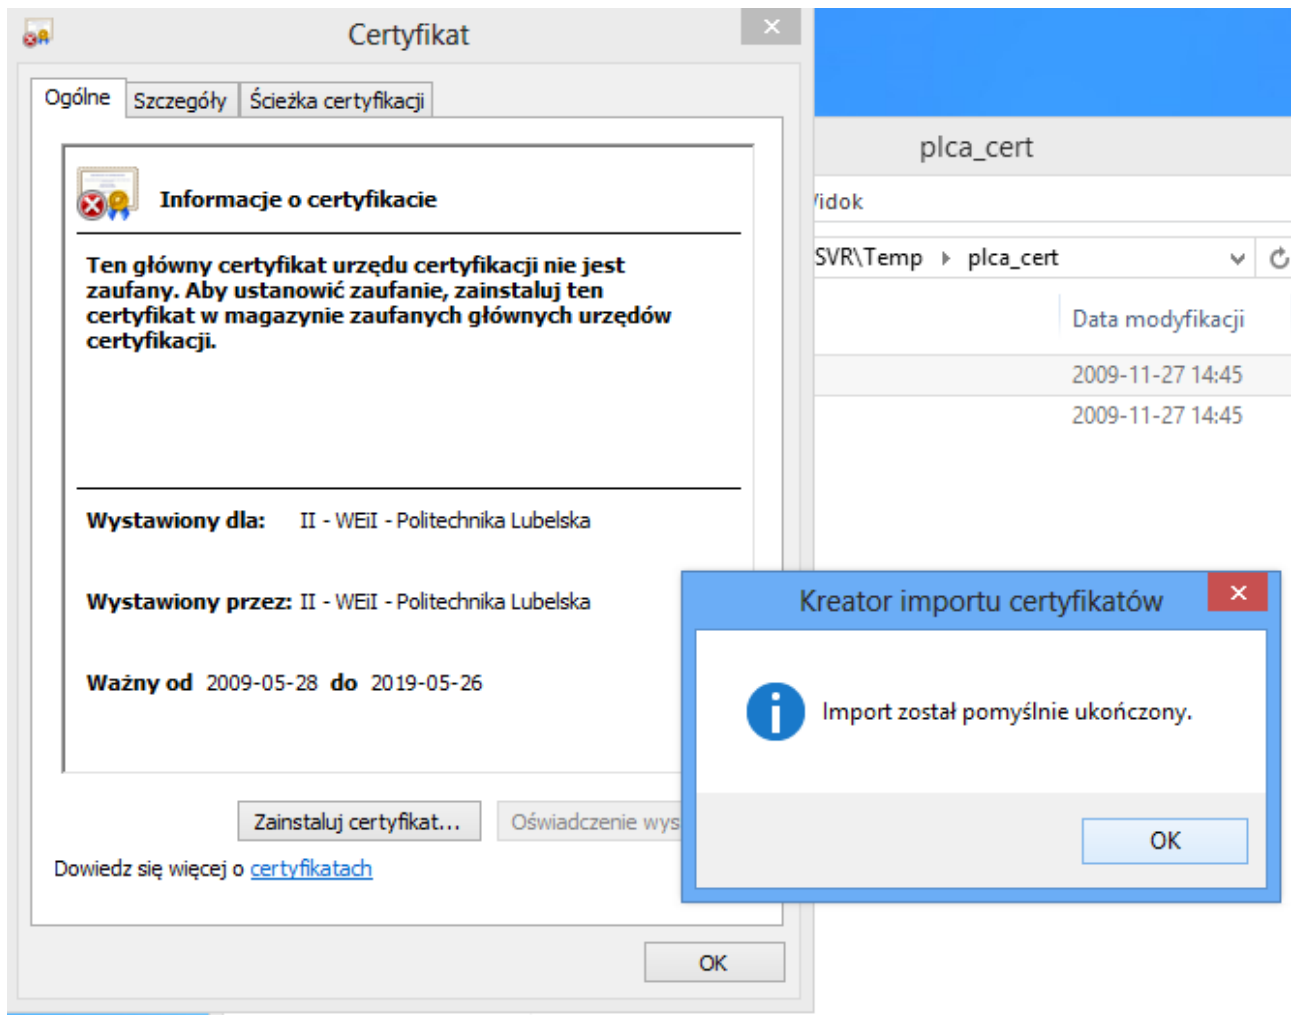 Certyfikat
Ogólne Szczegóły Ścieżka certyfikacji
Informacje o certyfikacie
Ten główny certyfikat urzędu certyfikacji nie jest
zaufany. Aby ustanowić zaufanie, zainstaluj ten
certyfikat w magazynie zaufanych głównych urzędów
certyfikacji.
Wystawiony dla: II - WEiI - Politechnika Lubelska
Wystawiony przez: II - WEiI - Politechnika Lubelska
Ważny od 2009-05-28 do 2019-05-26
Zainstaluj certyfikat... Oświadczenie wys
Dowiedz się więcej o certyfikatach
OK
plca_cert
idok
SVR\Temp plca_cert
Data modyfikacji
2009-11-27 14:45
2009-11-27 14:45
Kreator importu certyfikatów
Import został pomyślnie ukończony.
OK